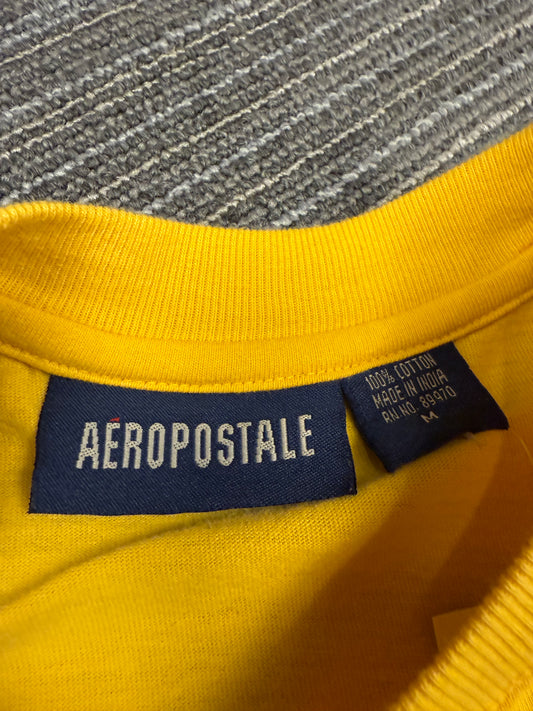 AÉROPOSTALE
100% COTTON
MADE IN INDIA
RN.NO. 89970
M